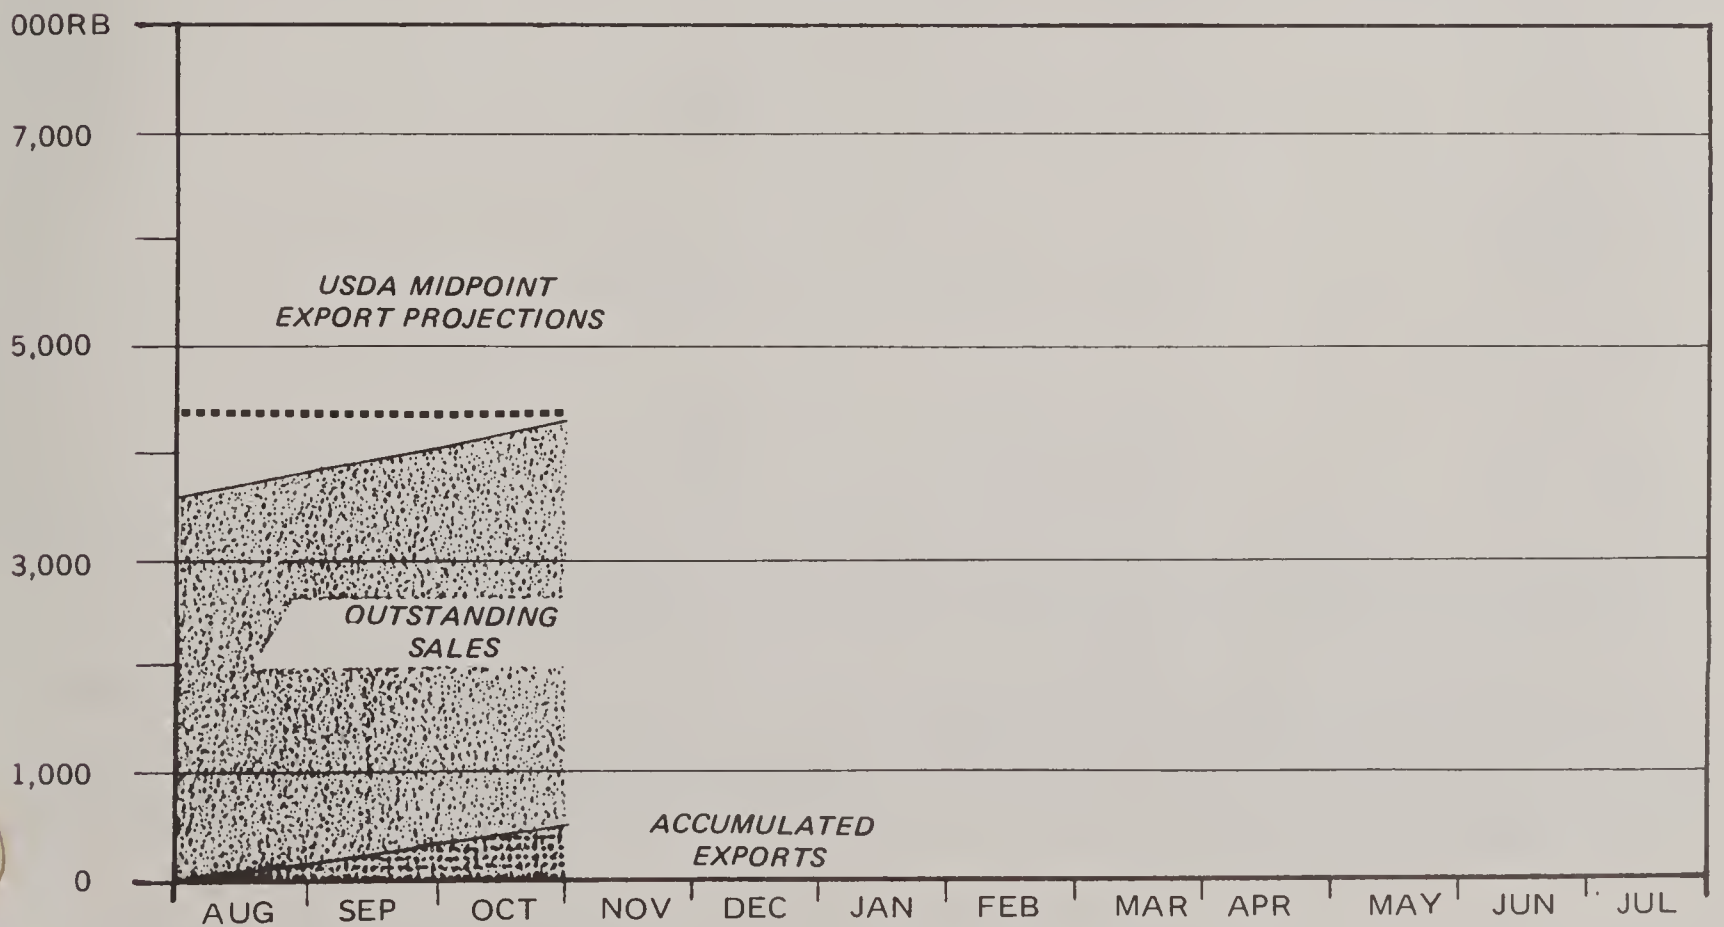 000RB
7,000
USDA MIDPOINT
EXPORT PROJECTIONS
5,000
3,000
OUTSTANDING
SALES
1,000
ACCUMULATED
EXPORTS
0
AUG SEP OCT NOV DEC JAN FEB MAR APR MAY JUN JUL